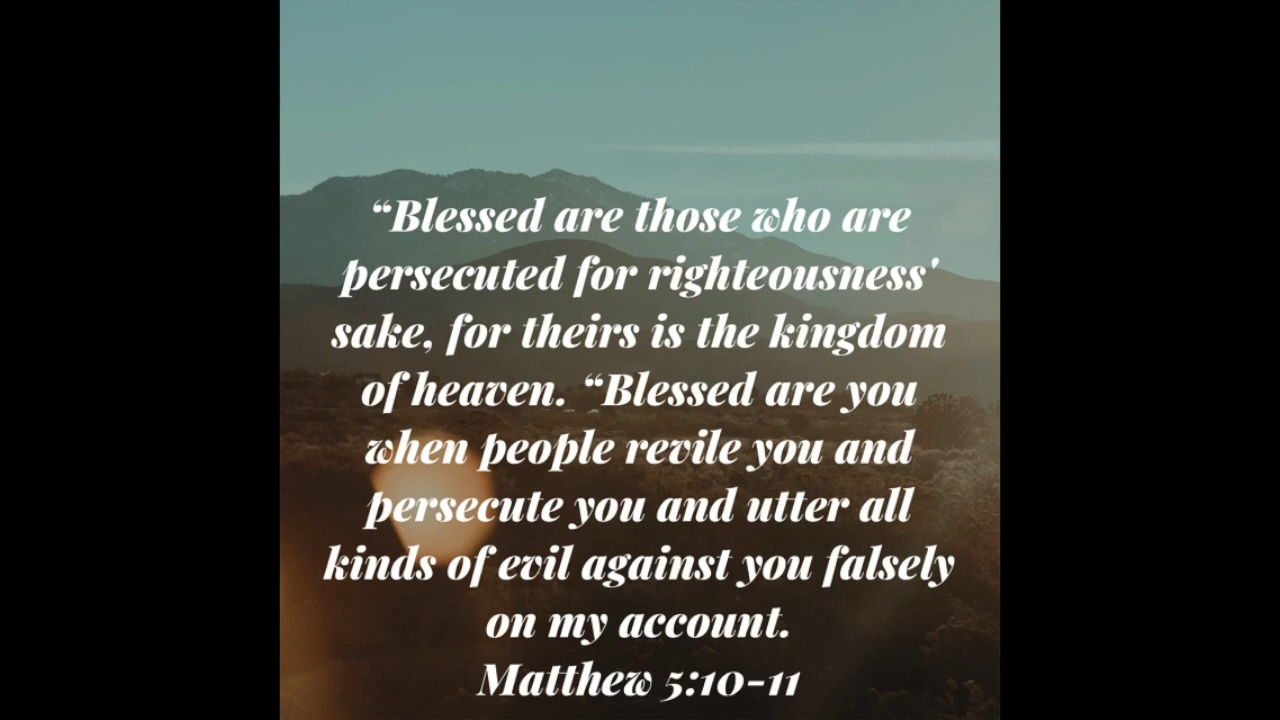 “Blessed are those who are
persecuted for righteousness'
sake, for theirs is the kingdom
of heaven. “Blessed are you
when people revile you and
persecute you and utter all
kinds of evil against you falsely
on my account.
Matthew 5:10-11